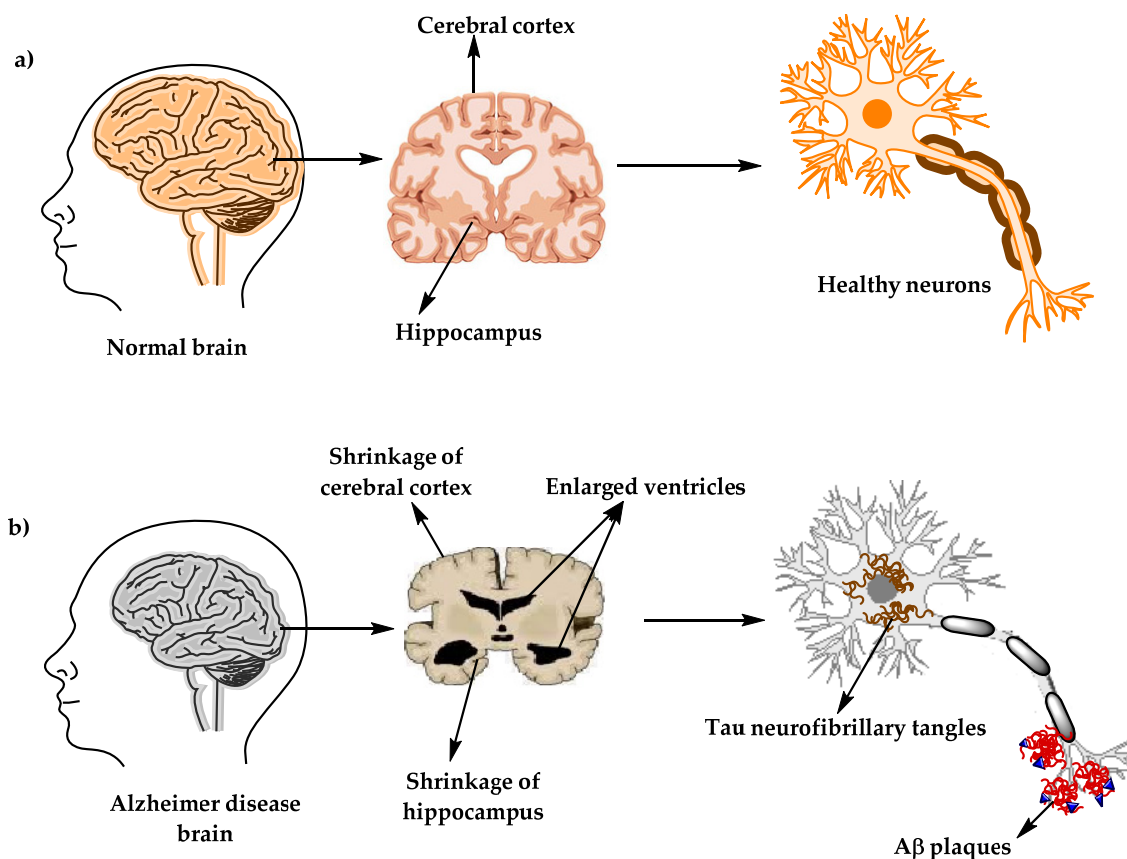 a)
Cerebral cortex
Normal brain
Hippocampus
Healthy neurons
b)
Shrinkage of
cerebral cortex
Enlarged ventricles
Alzheimer disease
brain
Shrinkage of
hippocampus
Tau neurofibrillary tangles
Aβ plaques